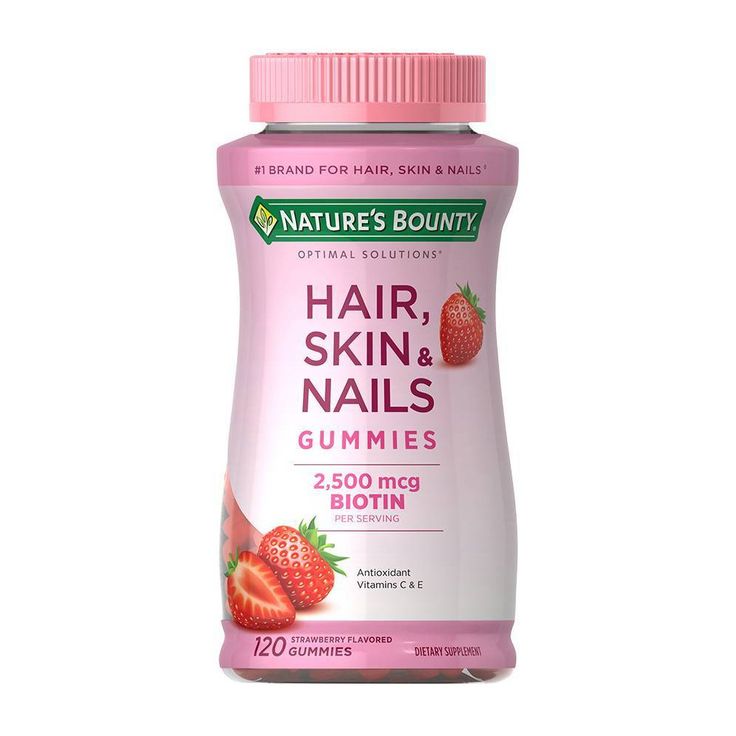 #1 BRAND FOR HAIR, SKIN & NAILS◊
NATURE'S BOUNTY®
OPTIMAL SOLUTIONS®
HAIR,
SKIN &
NAILS
GUMMIES
2,500 mcg
BIOTIN
PER SERVING
Antioxidant
Vitamins C & E
120 STRAWBERRY FLAVORED
GUMMIES
DIETARY SUPPLEMENT